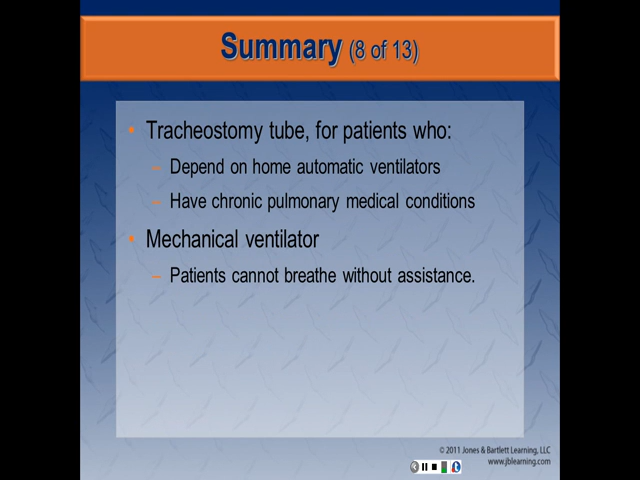 Summary (8 of 13)
• Tracheostomy tube, for patients who:
– Depend on home automatic ventilators
– Have chronic pulmonary medical conditions
• Mechanical ventilator
– Patients cannot breathe without assistance.
© 2011 Jones & Bartlett Learning, LLC
www.jblearning.com